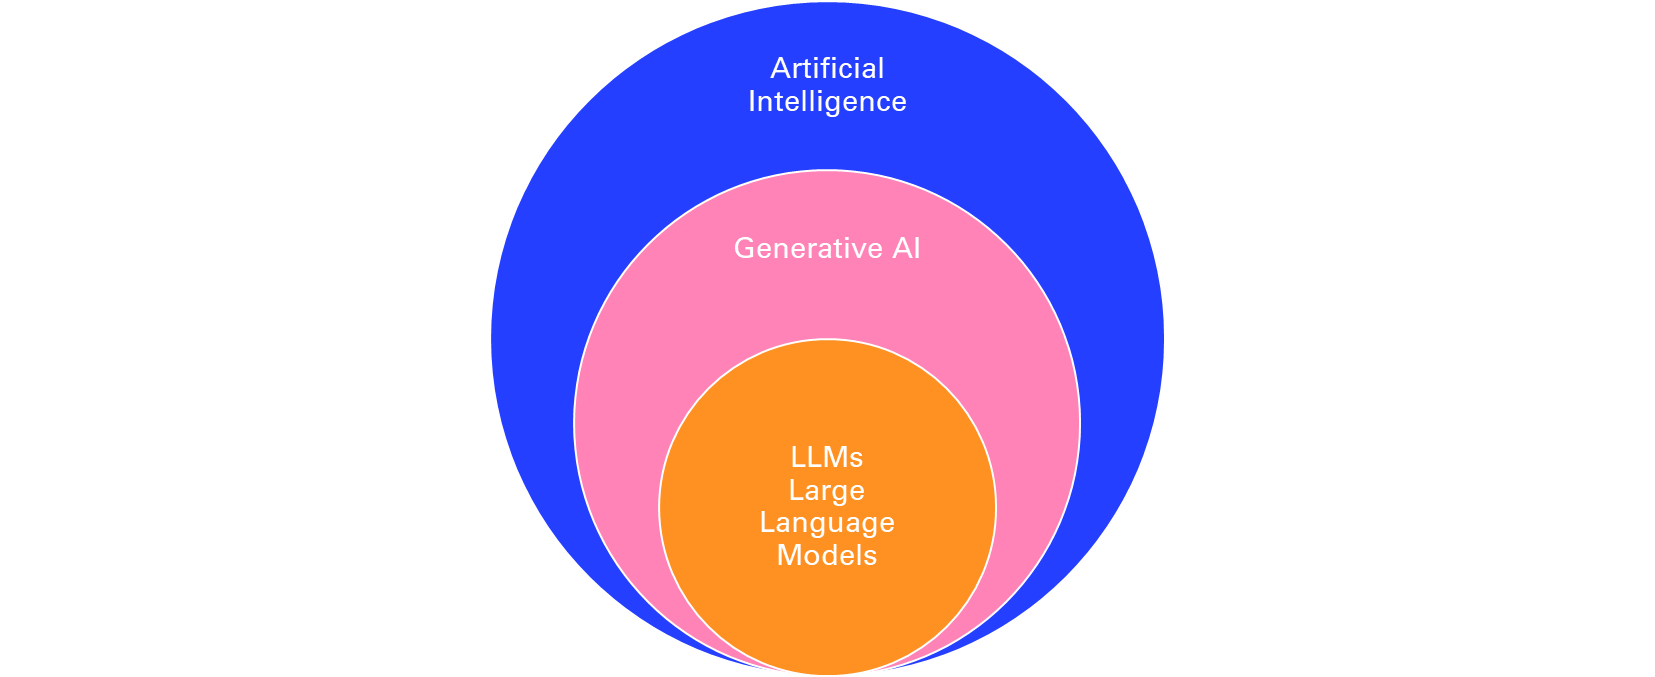 Artificial
Intelligence
Generative AI
LLMs
Large
Language
Models